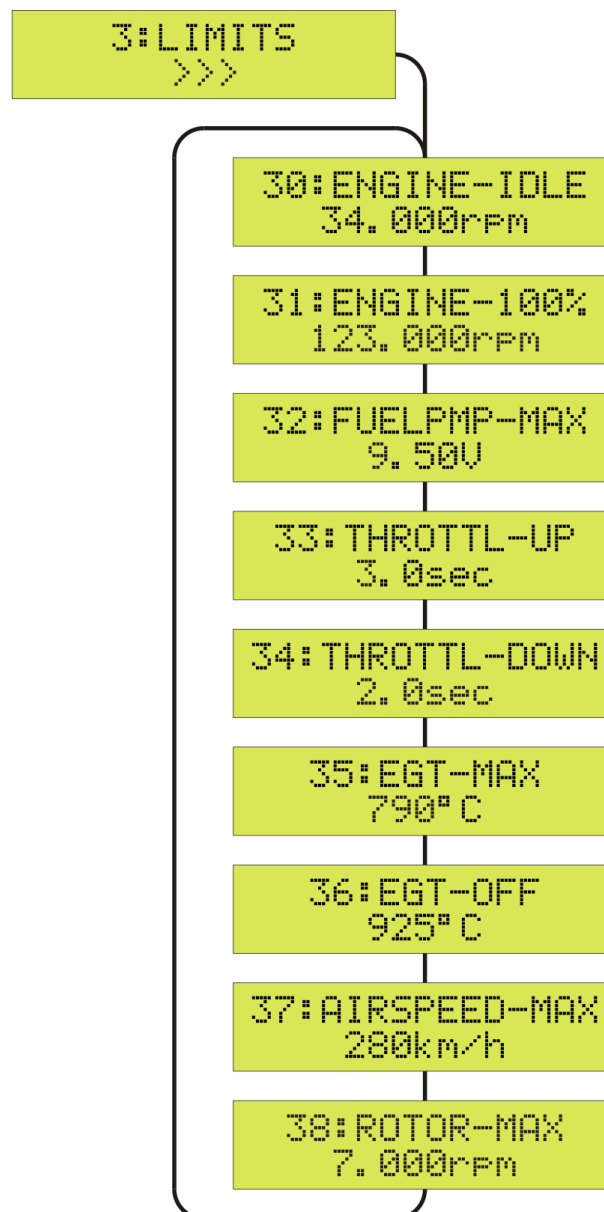 3:LIMITS
>>>
30:ENGINE-IDLE
34.000rpm
31:ENGINE-100%
123.000rpm
32:FUELPMP-MAX
9.50V
33:THROTTL-UP
3.0sec
34:THROTTL-DOWN
2.0sec
35:EGT-MAX
790°C
36:EGT-OFF
925°C
37:AIRSPEED-MAX
280km/h
38:ROTOR-MAX
7.000rpm